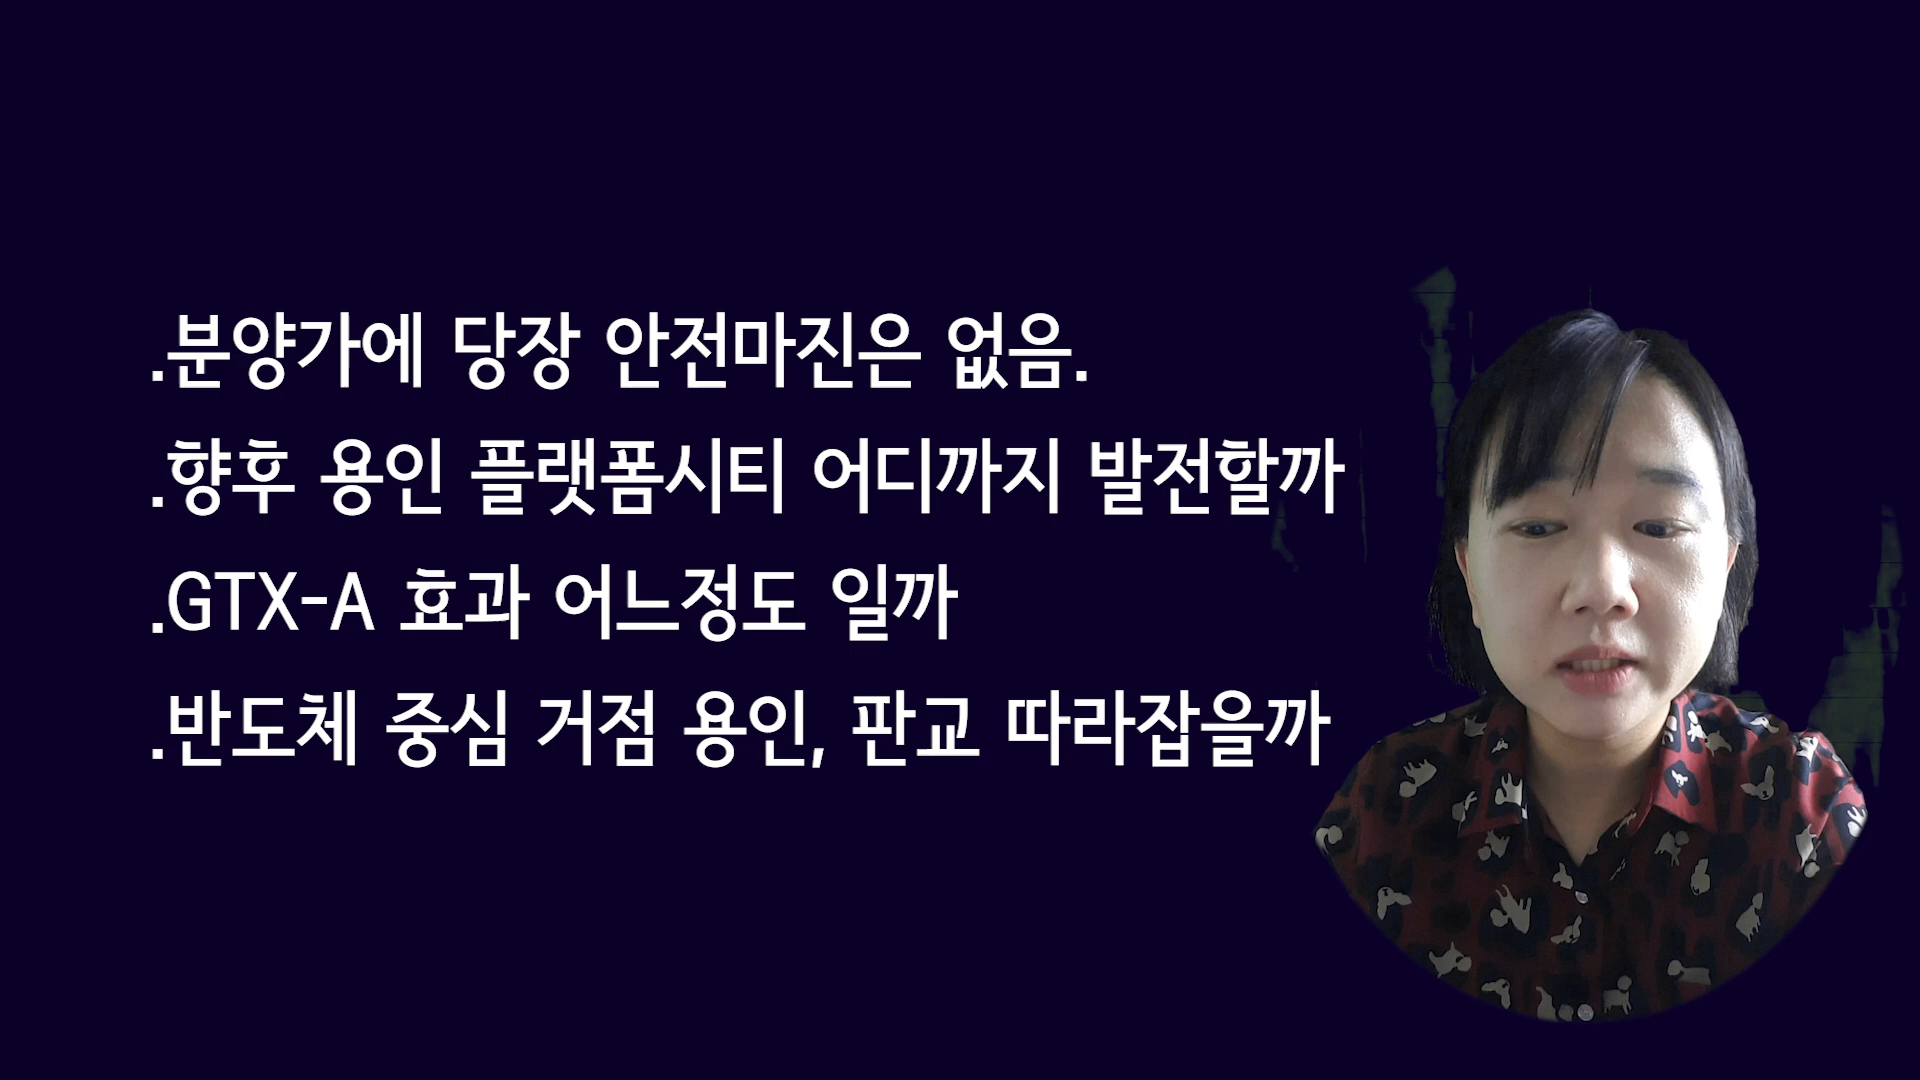 .분양가에 당장 안전마진은 없음.
.향후 용인 플랫폼시티 어디까지 발전할까
.GTX-A 효과 어느정도 일까
.반도체 중심 거점 용인, 판교 따라잡을까